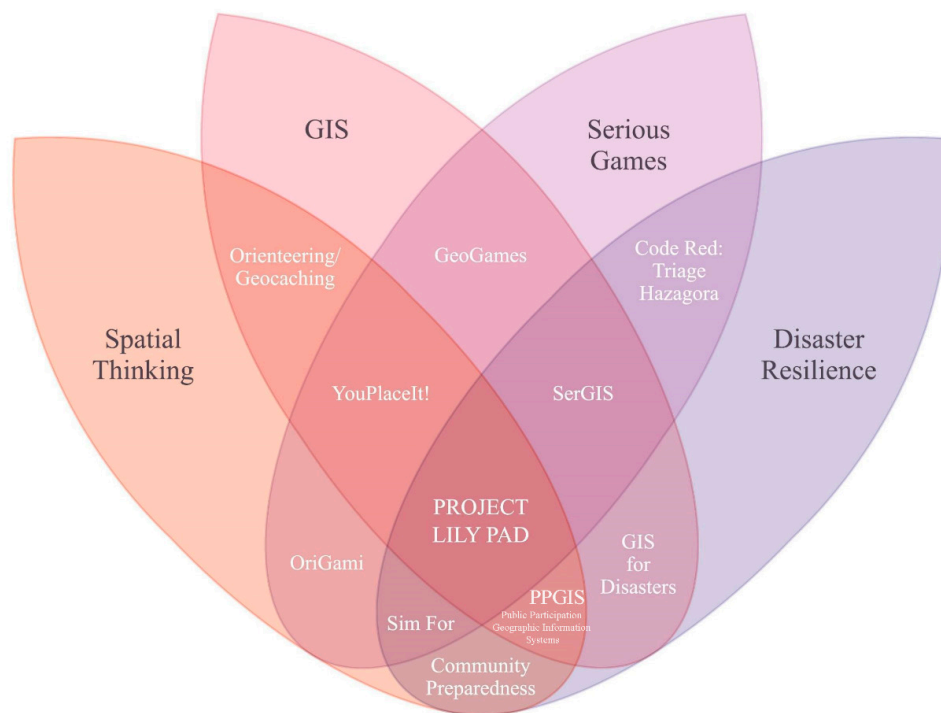 GIS
Serious
Games
Orienteering/
Geocaching
GeoGames
Code Red:
Triage
Hazagora
Spatial
Thinking
Disaster
Resilience
YouPlaceIt!
SerGIS
PROJECT
LILY PAD
OriGami
GIS
for
Disasters
PPGIS
Public Participation
Geographic Information
Systems
Sim For
Community
Preparedness